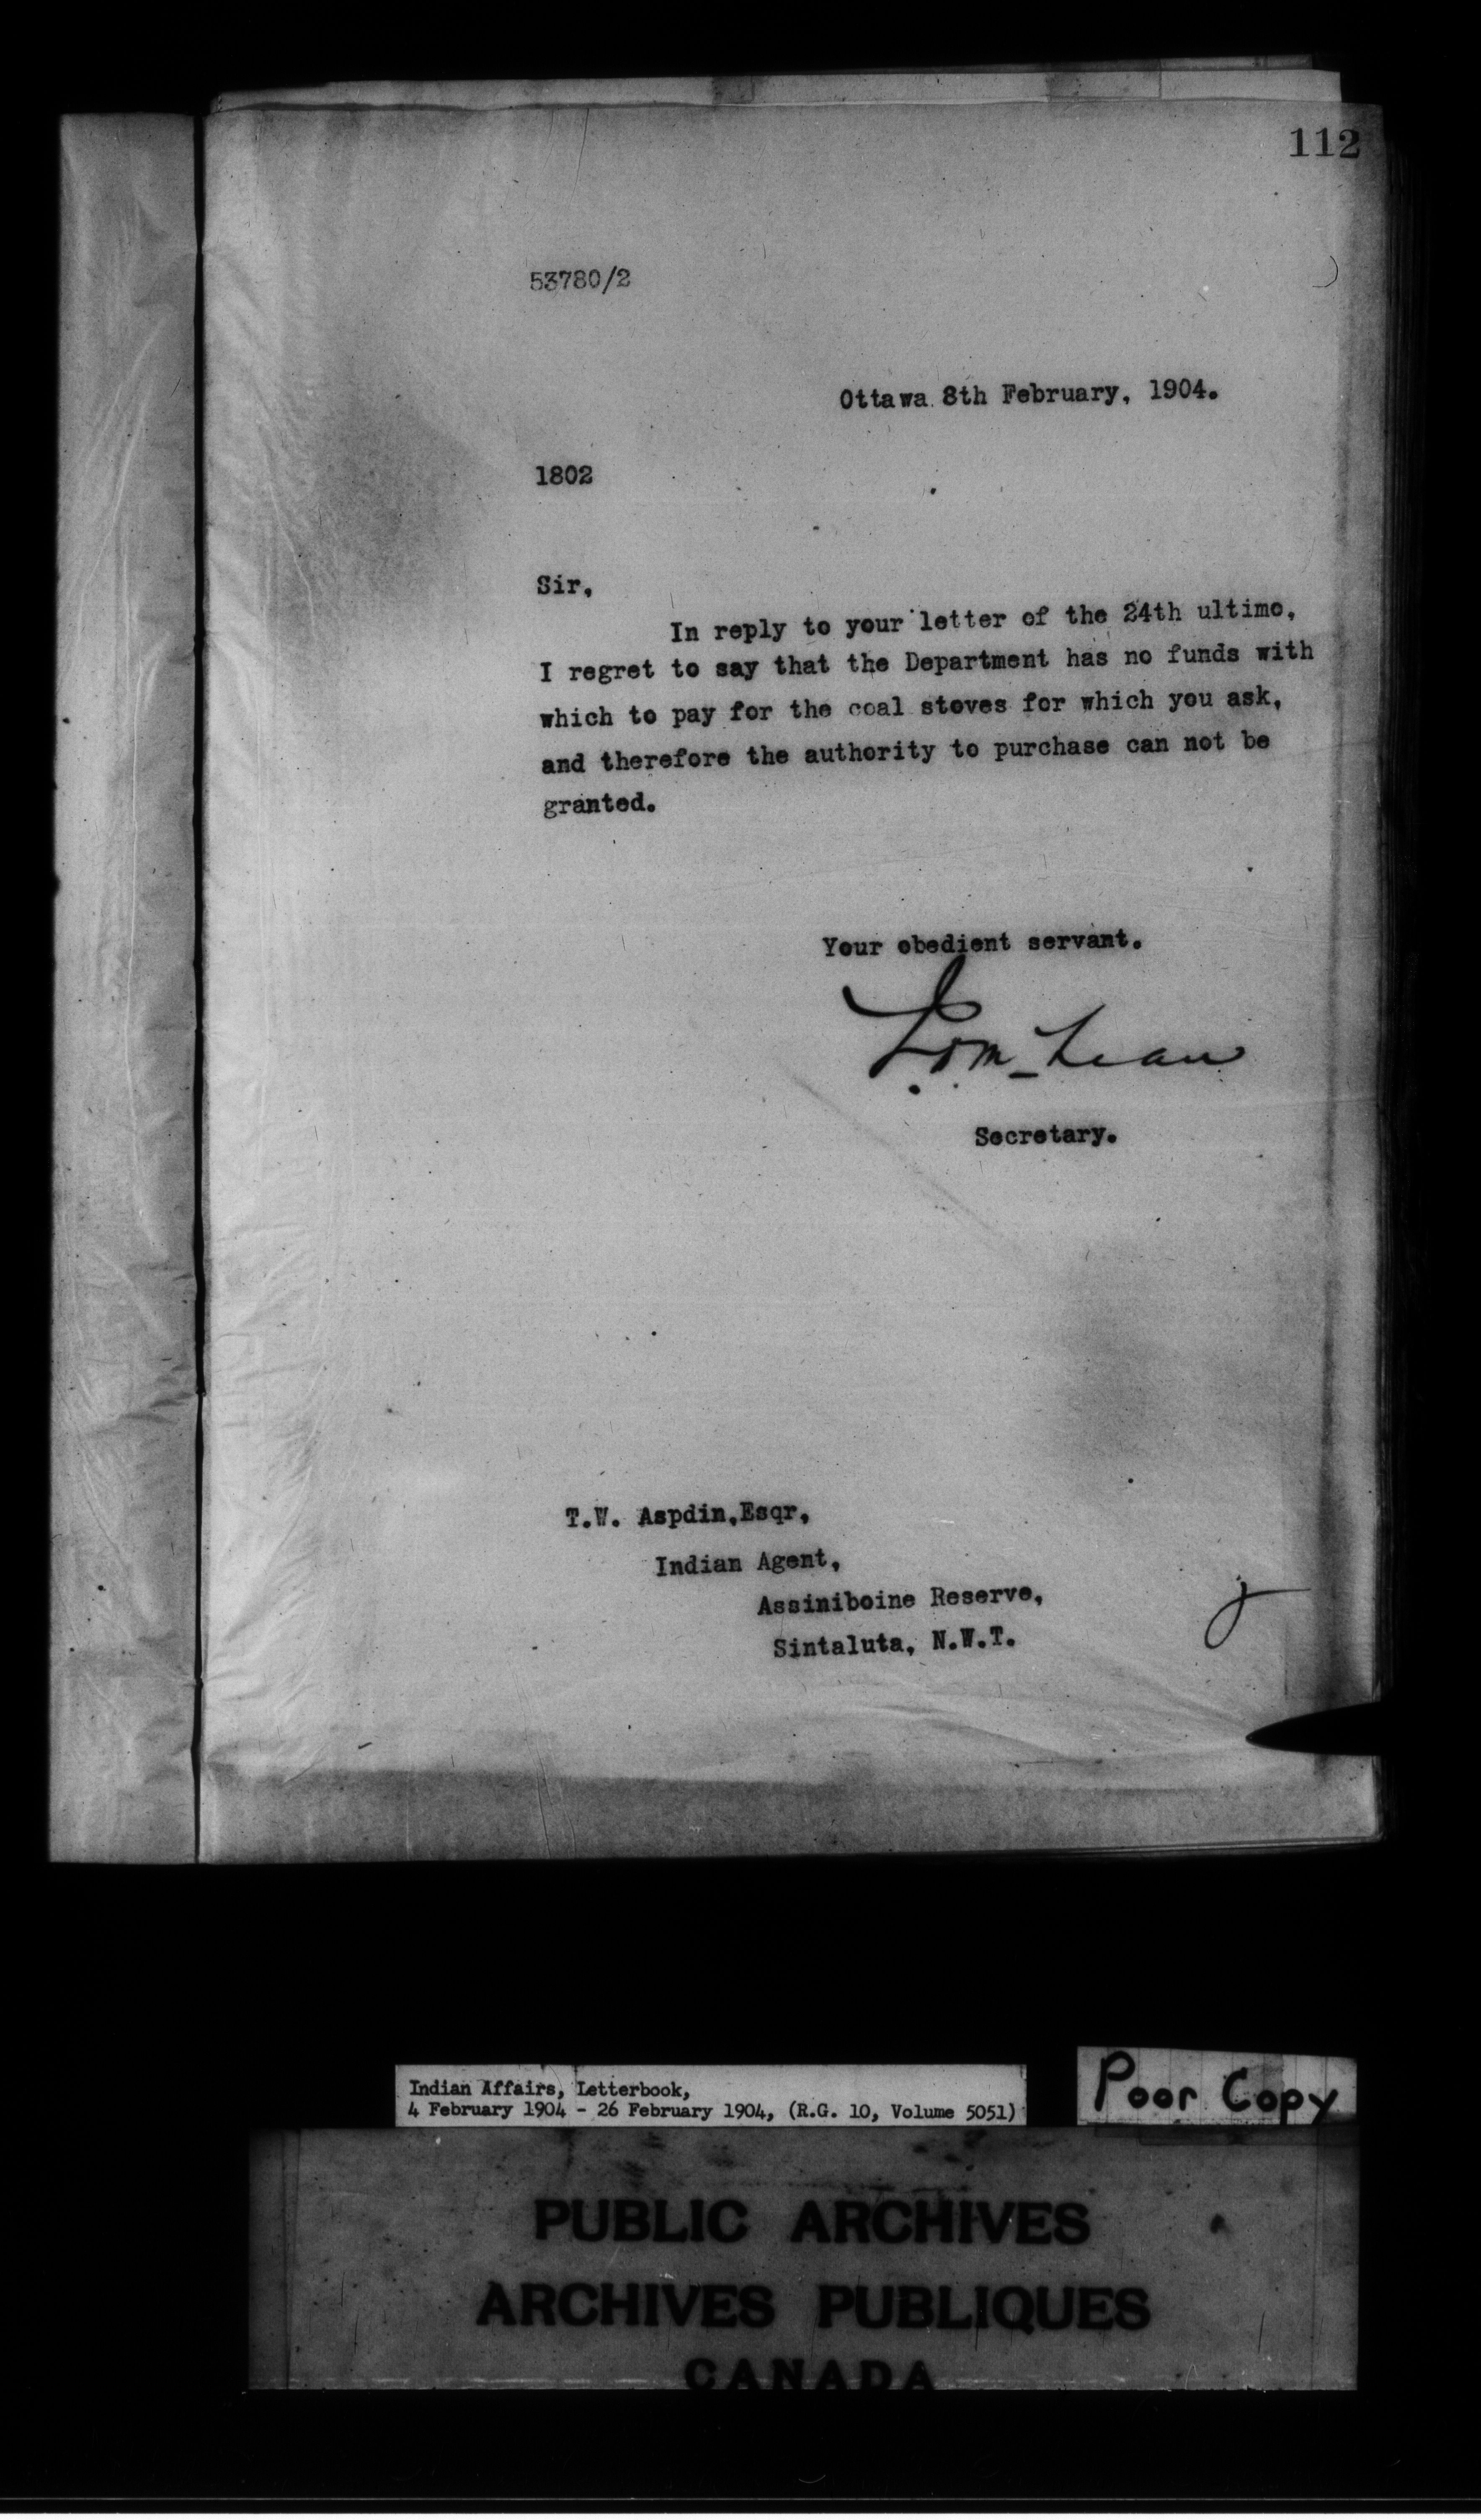 112
53780/2
Ottawa 8th February, 1904.
1802
Sir,
In reply to your letter of the 24th ultimo,
I regret to say that the Department has no funds with
which to pay for the coal stoves for which you ask,
and therefore the authority to purchase can not be
granted.
Your obedient servant.
J.D. McLean
Secretary.
T.W. Aspdin,Esqr,
Indian Agent,
Assiniboine Reserve,
Sintaluta, N.W.T.
Indian Affairs, Letterbook,
4 February 1904 - 26 February 1904, (R.G. 10, Volume 5051)
Poor Copy
PUBLIC ARCHIVES
ARCHIVES PUBLIQUES
CANADA